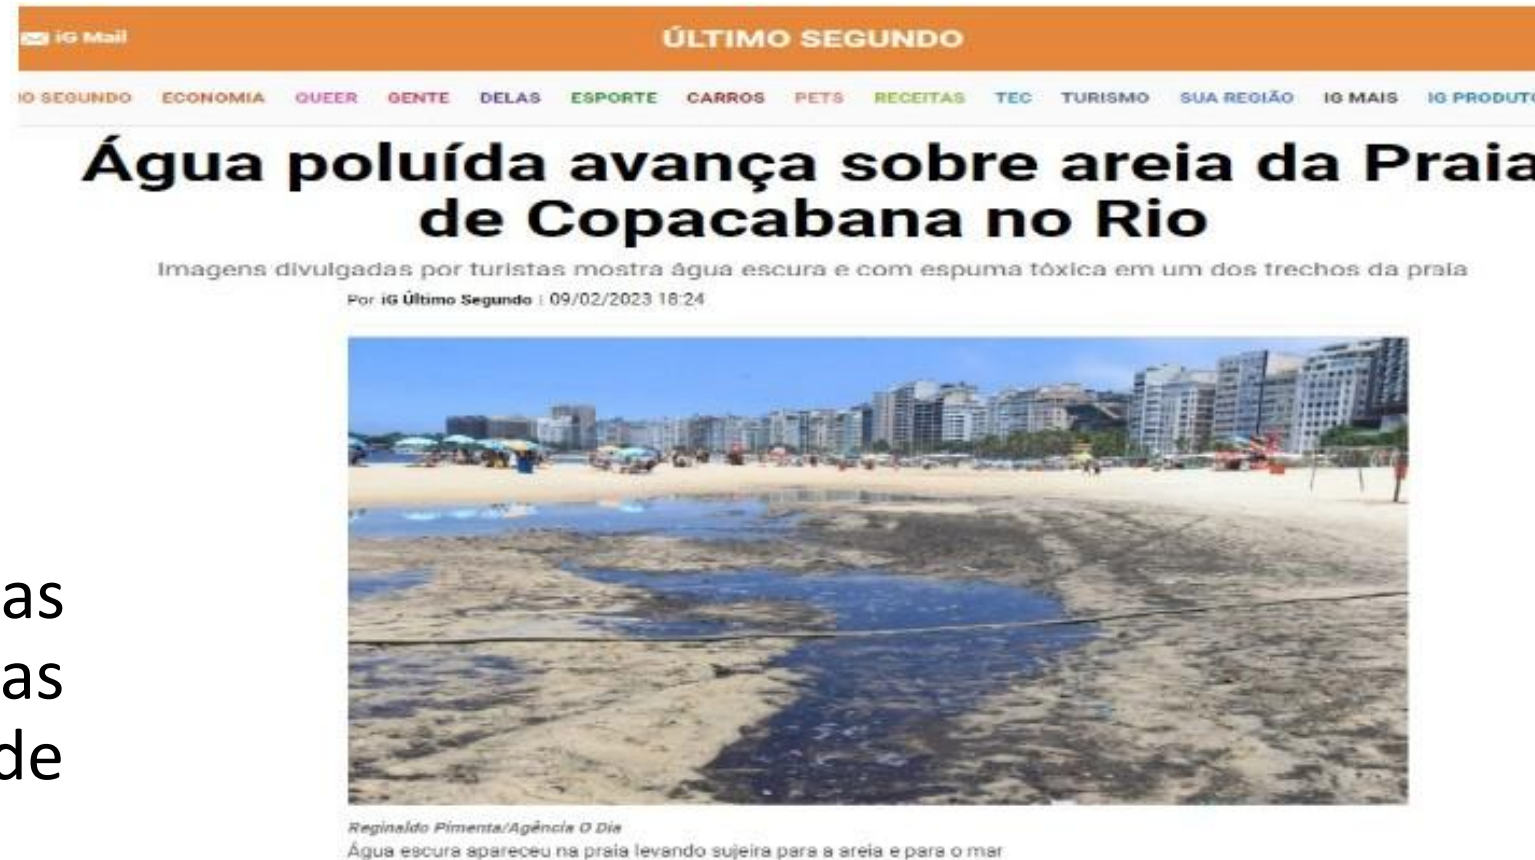 iG Mail
ÚLTIMO SEGUNDO
O SEGUNDO ECONOMIA QUEER GENTE DELAS ESPORTE CARROS PETS RECEITAS TEC TURISMO SUA REGIÃO IG MAIS IG PRODUT
Água poluída avança sobre areia da Praia
de Copacabana no Rio
Imagens divulgadas por turistas mostra água escura e com espuma tóxica em um dos trechos da praia
Por iG Último Segundo | 09/02/2023 18:24
as
as
de
Reginaldo Pimenta/Agência O Dia
Água escura apareceu na praia levando sujeira para a areia e para o mar